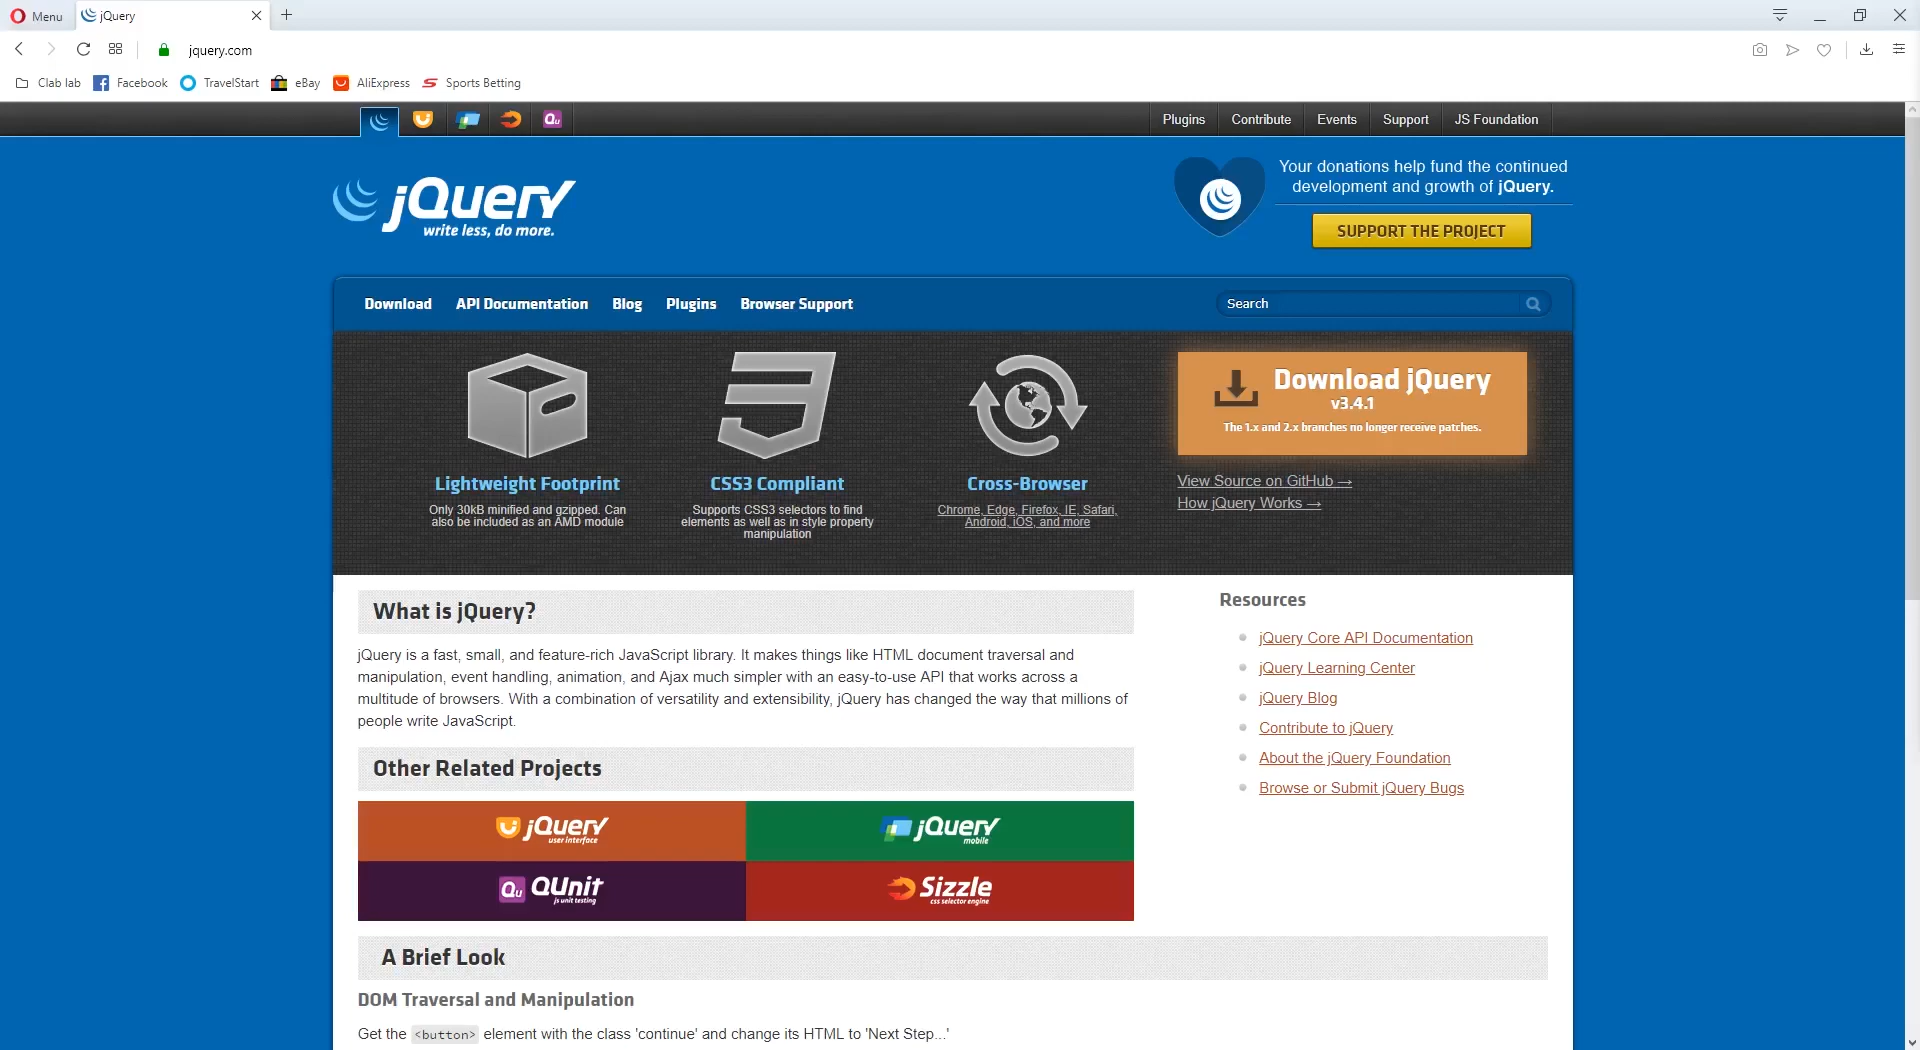 Menu
jQuery
jquery.com
Clab lab
Facebook
TravelStart
eBay
AliExpress
Sports Betting
Qu
Plugins
Contribute
Events
Support
JS Foundation
jQuery
write less, do more.
Your donations help fund the continued
development and growth of jQuery.
SUPPORT THE PROJECT
Download
API Documentation
Blog
Plugins
Browser Support
Search
Lightweight Footprint
Only 30kB minified and gzipped. Can
also be included as an AMD module
CSS3 Compliant
Supports CSS3 selectors to find
elements as well as in style property
manipulation
Cross-Browser
Chrome, Edge, Firefox, IE, Safari,
Android, iOS, and more
Download jQuery
v3.4.1
The 1.x and 2.x branches no longer receive patches.
View Source on GitHub →
How jQuery Works →
What is jQuery?
jQuery is a fast, small, and feature-rich JavaScript library. It makes things like HTML document traversal and
manipulation, event handling, animation, and Ajax much simpler with an easy-to-use API that works across a
multitude of browsers. With a combination of versatility and extensibility, jQuery has changed the way that millions of
people write JavaScript.
Resources
jQuery Core API Documentation
jQuery Learning Center
jQuery Blog
Contribute to jQuery
About the jQuery Foundation
Browse or Submit jQuery Bugs
Other Related Projects
jQuery
user interface
jQuery
mobile
Qu QUnit
js unit testing
Sizzle
css selector engine
A Brief Look
DOM Traversal and Manipulation
Get the <button> element with the class 'continue' and change its HTML to 'Next Step...'